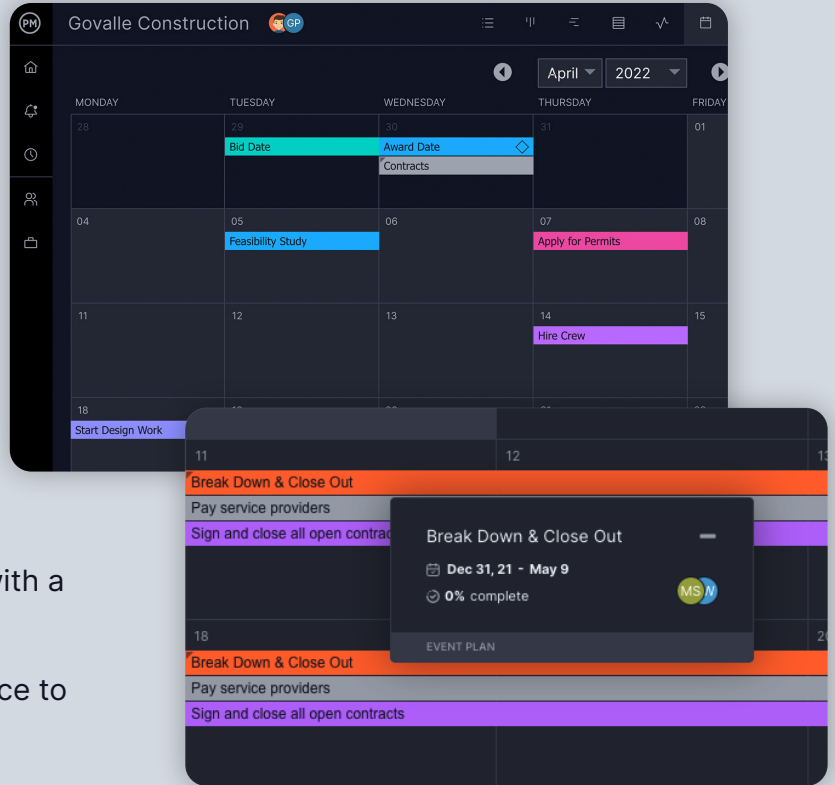 PM
Govalle Construction
GP
April 2022
MONDAY TUESDAY WEDNESDAY THURSDAY FRIDAY
28 29 30 31 01
Bid Date Award Date
Contracts
04 05 06 07 08
Feasibility Study Apply for Permits
11 12 13 14 15
Hire Crew
18
Start Design Work
11 12 13
Break Down & Close Out
Pay service providers
Sign and close all open contrac
Break Down & Close Out
Dec 31, 21 - May 9
0% complete
MS W
EVENT PLAN
18
Break Down & Close Out
Pay service providers
Sign and close all open contracts
with a
ce to